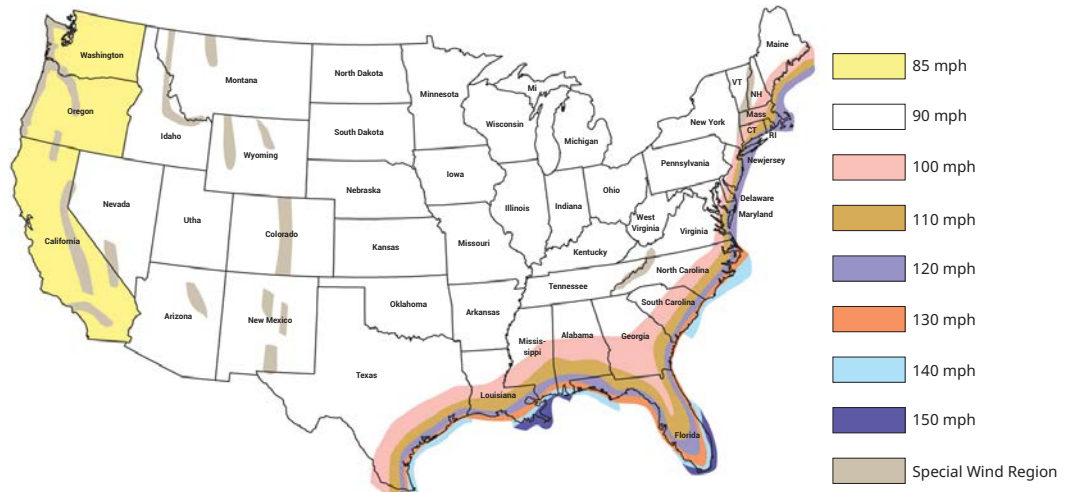 Washington
Oregon
California
Nevada
Idaho
Montana
Wyoming
Utha
Colorado
Arizona
New Mexico
North Dakota
South Dakota
Nebraska
Kansas
Oklahoma
Texas
Minnesota
Iowa
Missouri
Arkansas
Louisiana
Wisconsin
Mi
Michigan
Illinois
Indiana
Ohio
Kentucky
Tennessee
Missis-
sippi
Alabama
Georgia
Florida
South Carolina
North Carolina
Virginia
West
Virginia
Pennsylvania
New York
Maine
VT
NH
Mass
CT
RI
Newjersey
Delaware
Maryland
85 mph
90 mph
100 mph
110 mph
120 mph
130 mph
140 mph
150 mph
Special Wind Region